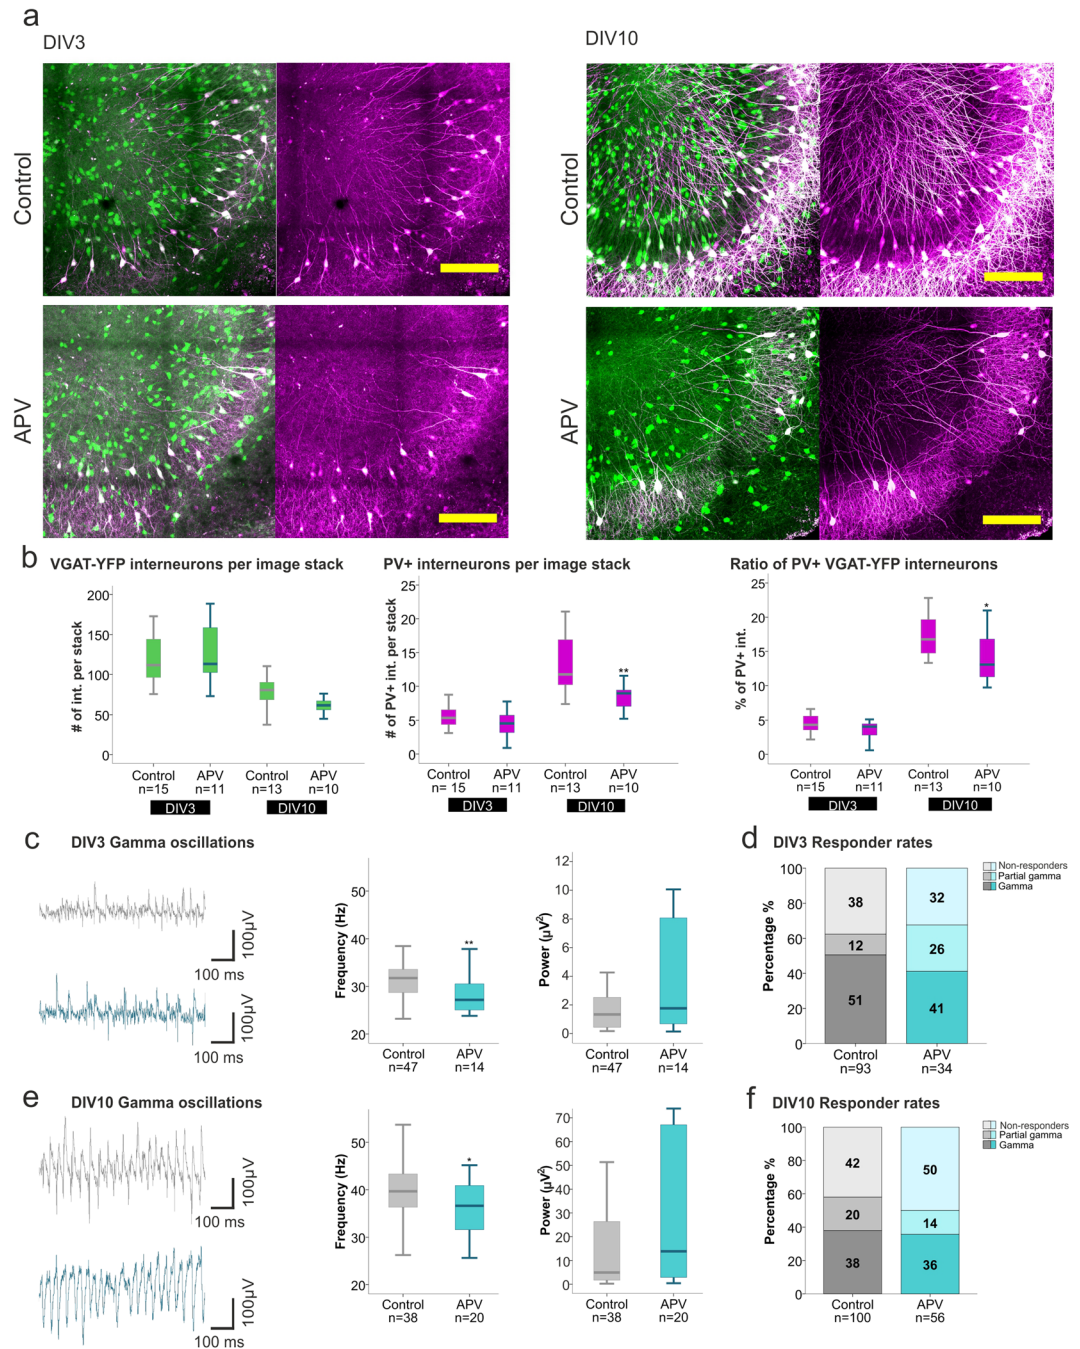 a
DIV3
DIV10
Control
APV
Control
APV
b
VGAT-YFP interneurons per image stack
# of int. per stack
200
150
100
50
0
Control APV Control APV
n=15 n=11 n=13 n=10
DIV3 DIV10
PV+ interneurons per image stack
# of PV+ int. per stack
25
20
15
10
5
0
**
Control APV Control APV
n= 15 n=11 n=13 n=10
DIV3 DIV10
Ratio of PV+ VGAT-YFP interneurons
% of PV+ int.
25
20
15
10
5
0
*
Control APV Control APV
n=15 n=11 n=13 n=10
DIV3 DIV10
c
DIV3 Gamma oscillations
100µV
100 ms
100µV
100 ms
Frequency (Hz)
50
40
30
20
**
Control APV
n=47 n=14
Power (µV²)
12
10
8
6
4
2
0
Control APV
n=47 n=14
d
DIV3 Responder rates
Non-responders
Partial gamma
Gamma
Percentage %
100
80
60
40
20
0
38 32
12 26
51 41
Control APV
n=93 n=34
e
DIV10 Gamma oscillations
100µV
100 ms
100µV
100 ms
Frequency (Hz)
50
40
30
20
*
Control APV
n=38 n=20
Power (µV²)
70
60
50
40
30
20
10
0
Control APV
n=38 n=20
f
DIV10 Responder rates
Non-responders
Partial gamma
Gamma
Percentage %
100
80
60
40
20
0
42 50
20 14
38 36
Control APV
n=100 n=56